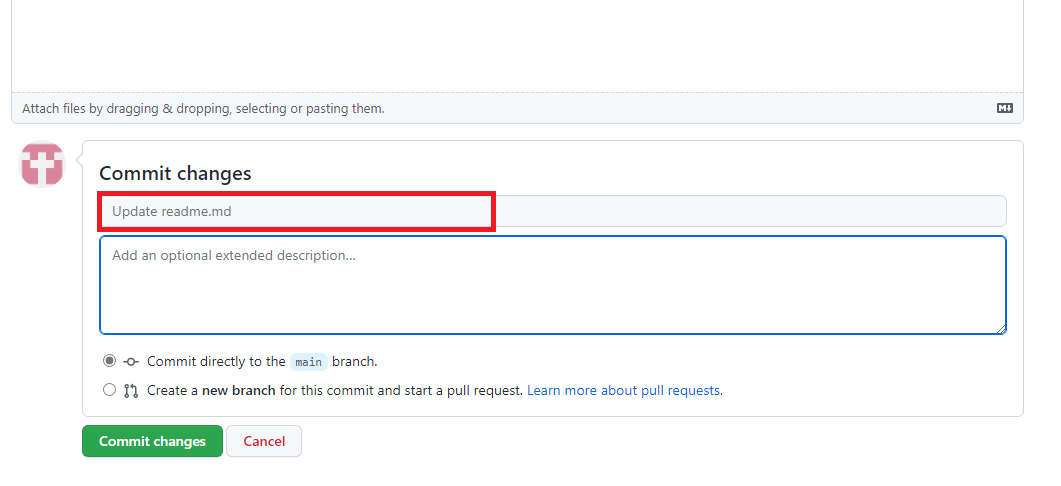 Attach files by dragging & dropping, selecting or pasting them.
M
Commit changes
Update readme.md
Add an optional extended description...
Commit directly to the main branch.
Create a new branch for this commit and start a pull request. Learn more about pull requests.
Commit changes Cancel